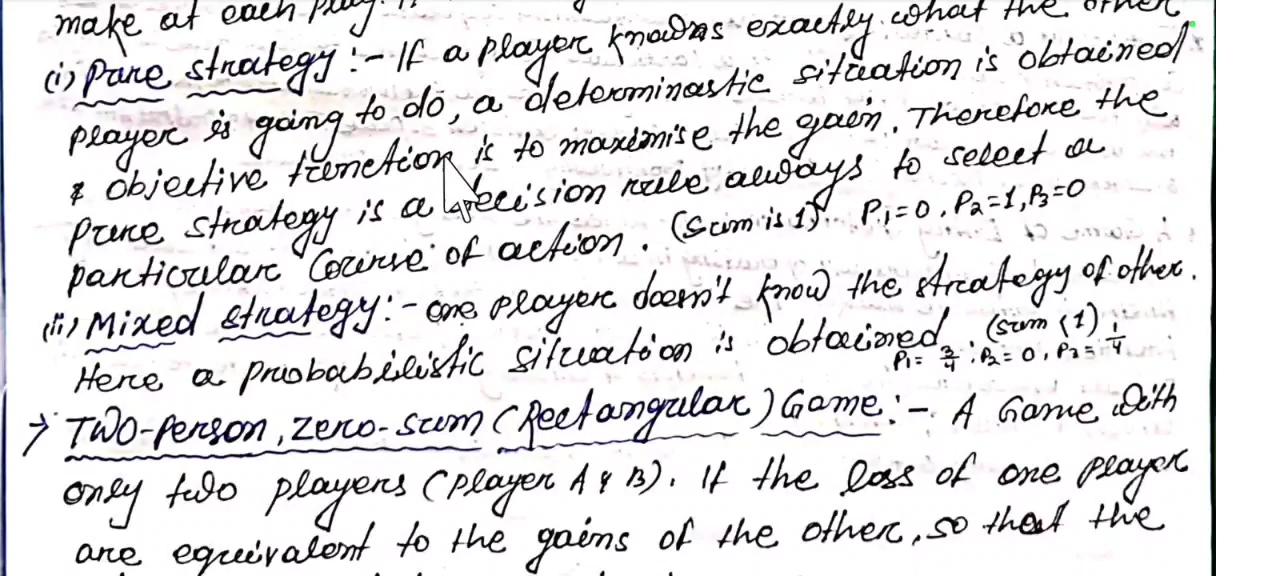 make at each play.
(i) Pure strategy :- If a player knows exactly what the other
player is going to do, a deterministic situation is obtained
& objective function is to maximise the gain. Therefore the
Pure strategy is a decision rule always to select a
particular Course of action. (Sum is 1) P1=0, P2=1, P3=0
(ii) Mixed strategy :- one player doesn't know the strategy of other.
Here a probabilistic situation is obtained. (Sum (1)
P1= 3/4, P2=0, P3= 1/4
→ Two-Person, Zero-sum (Rectangular) Game :- A Game with
only two players (player A & B). If the loss of one player
are equivalent to the gains of the other, so that the